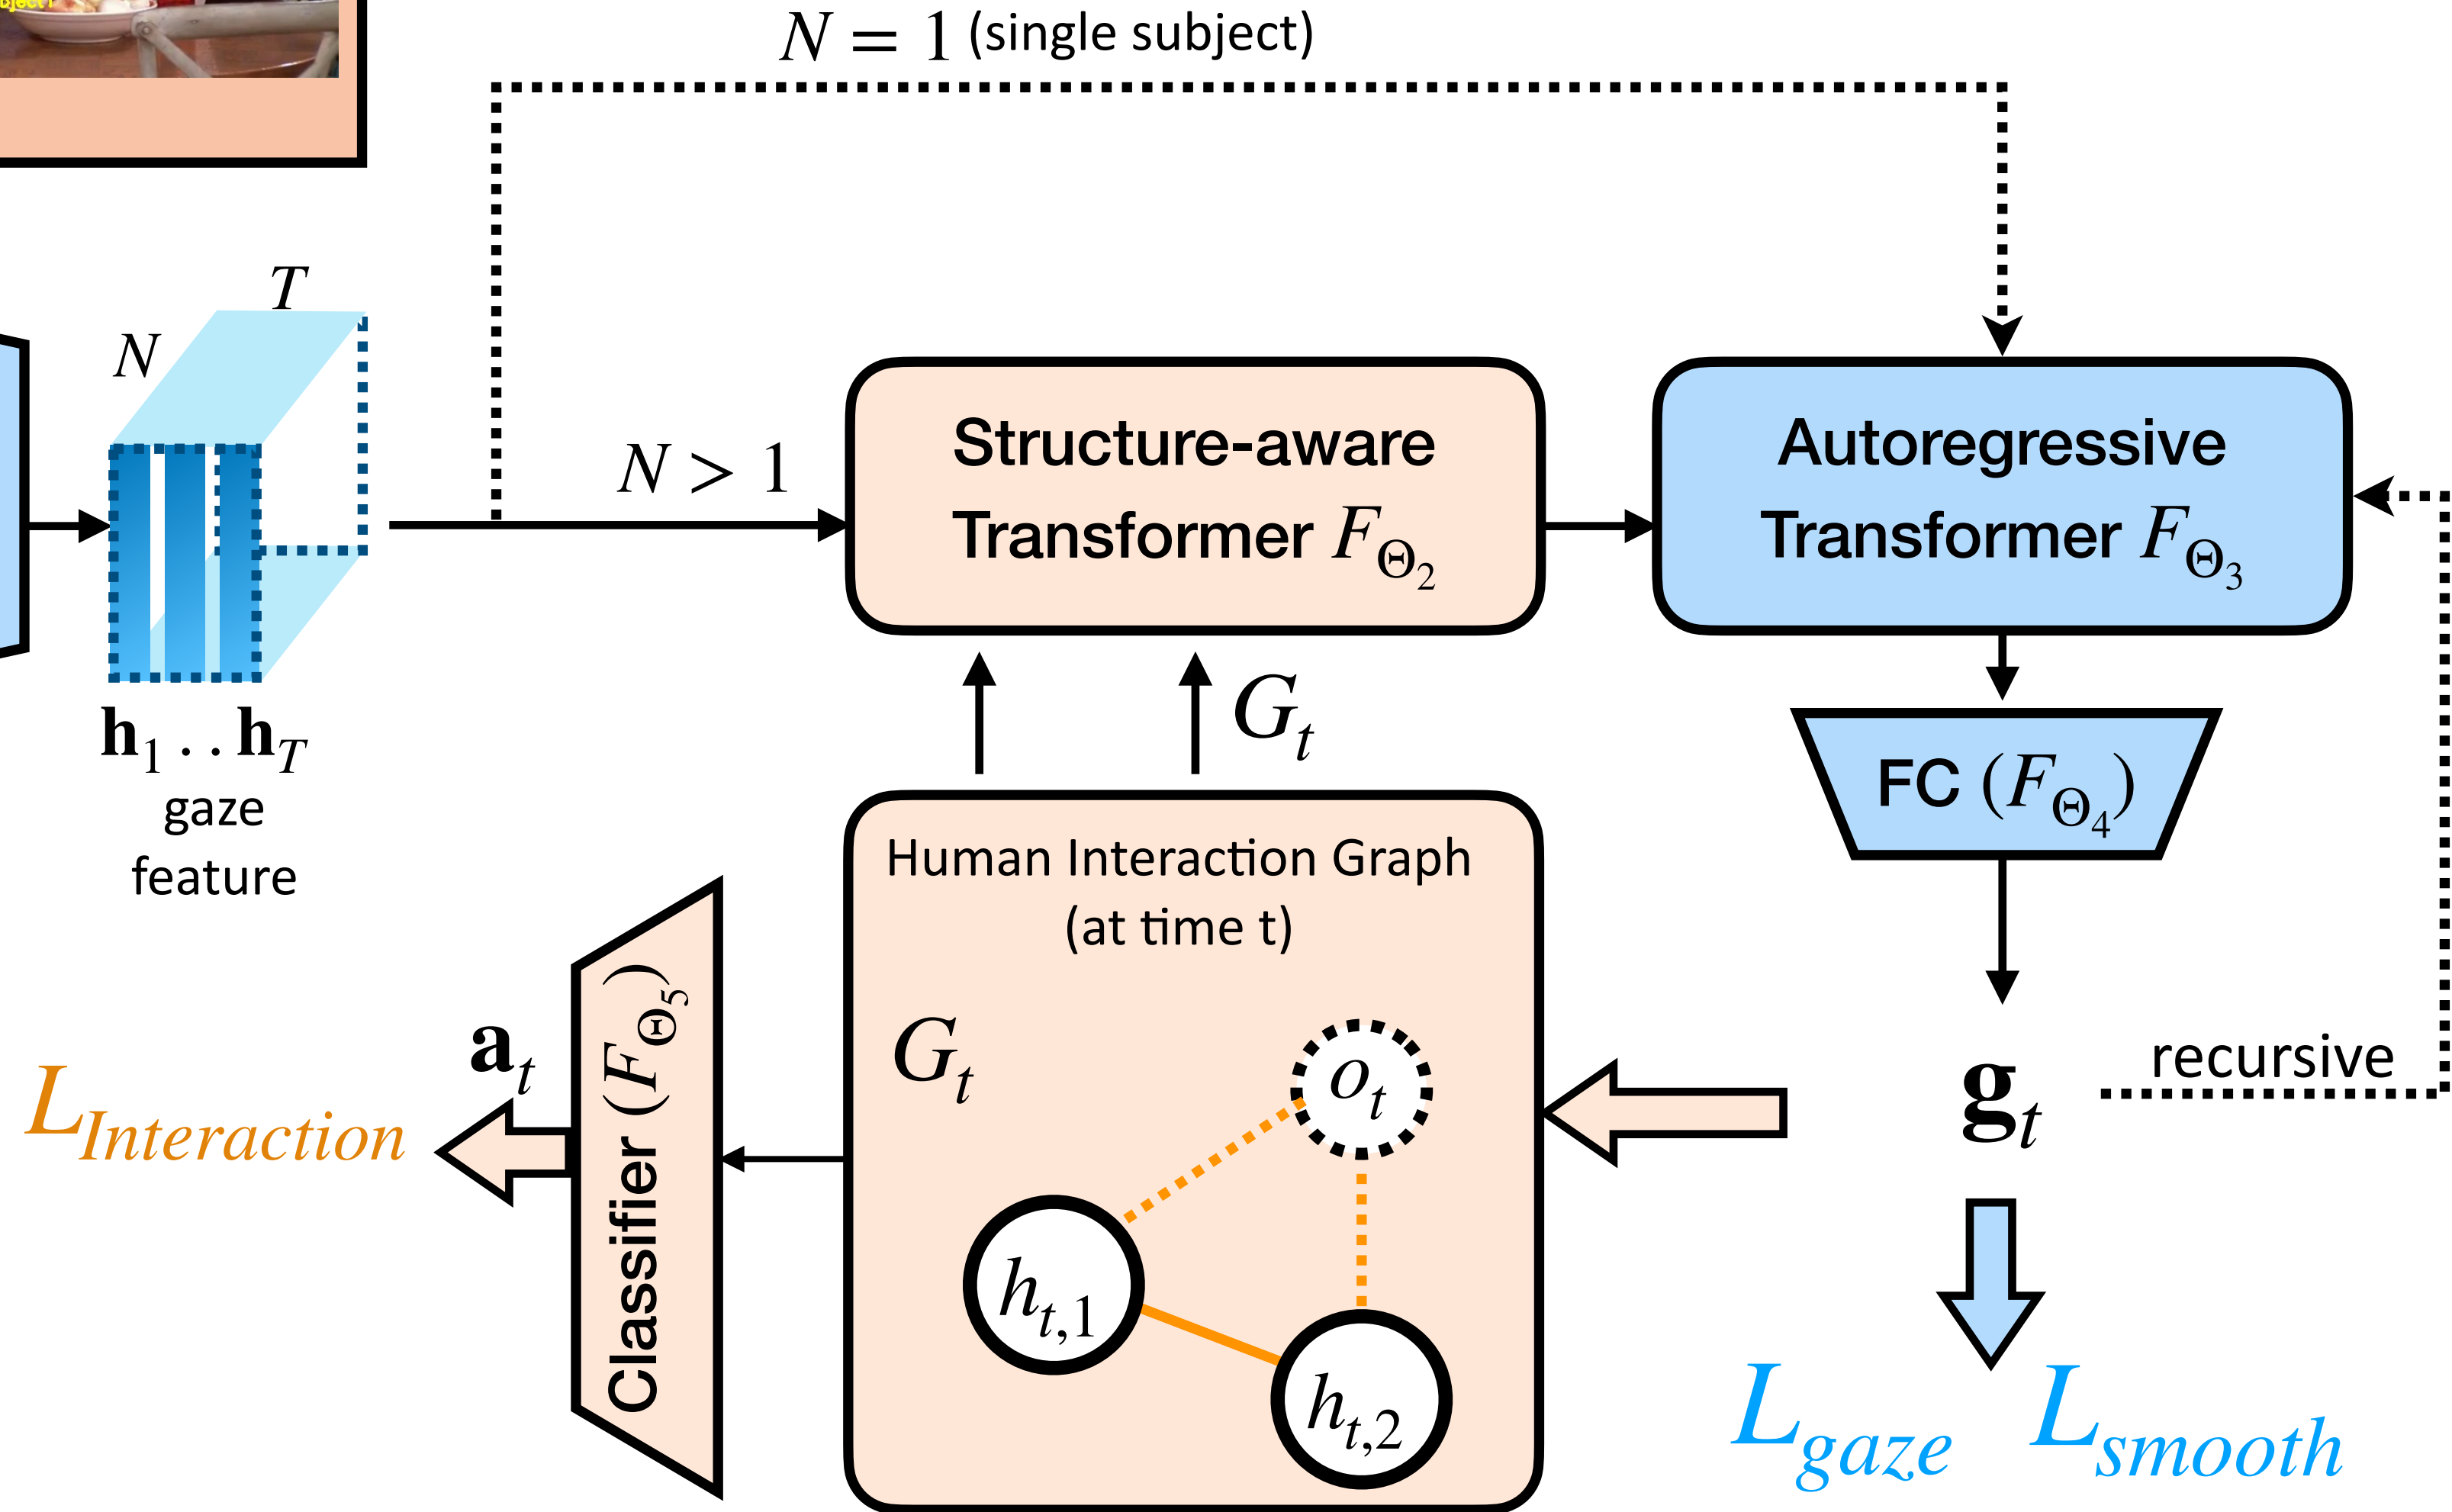 N = 1 (single subject)
T
N
N > 1
Structure-aware
Transformer F_{Θ_2}
Autoregressive
Transformer F_{Θ_3}
h_1 . . h_T
gaze
feature
G_t
FC (F_{Θ_4})
Human Interaction Graph
(at time t)
G_t
o_t
h_{t,1}
h_{t,2}
Classifier (F_{Θ_5})
a_t
L_{Interaction}
g_t
recursive
L_{gaze} L_{smooth}